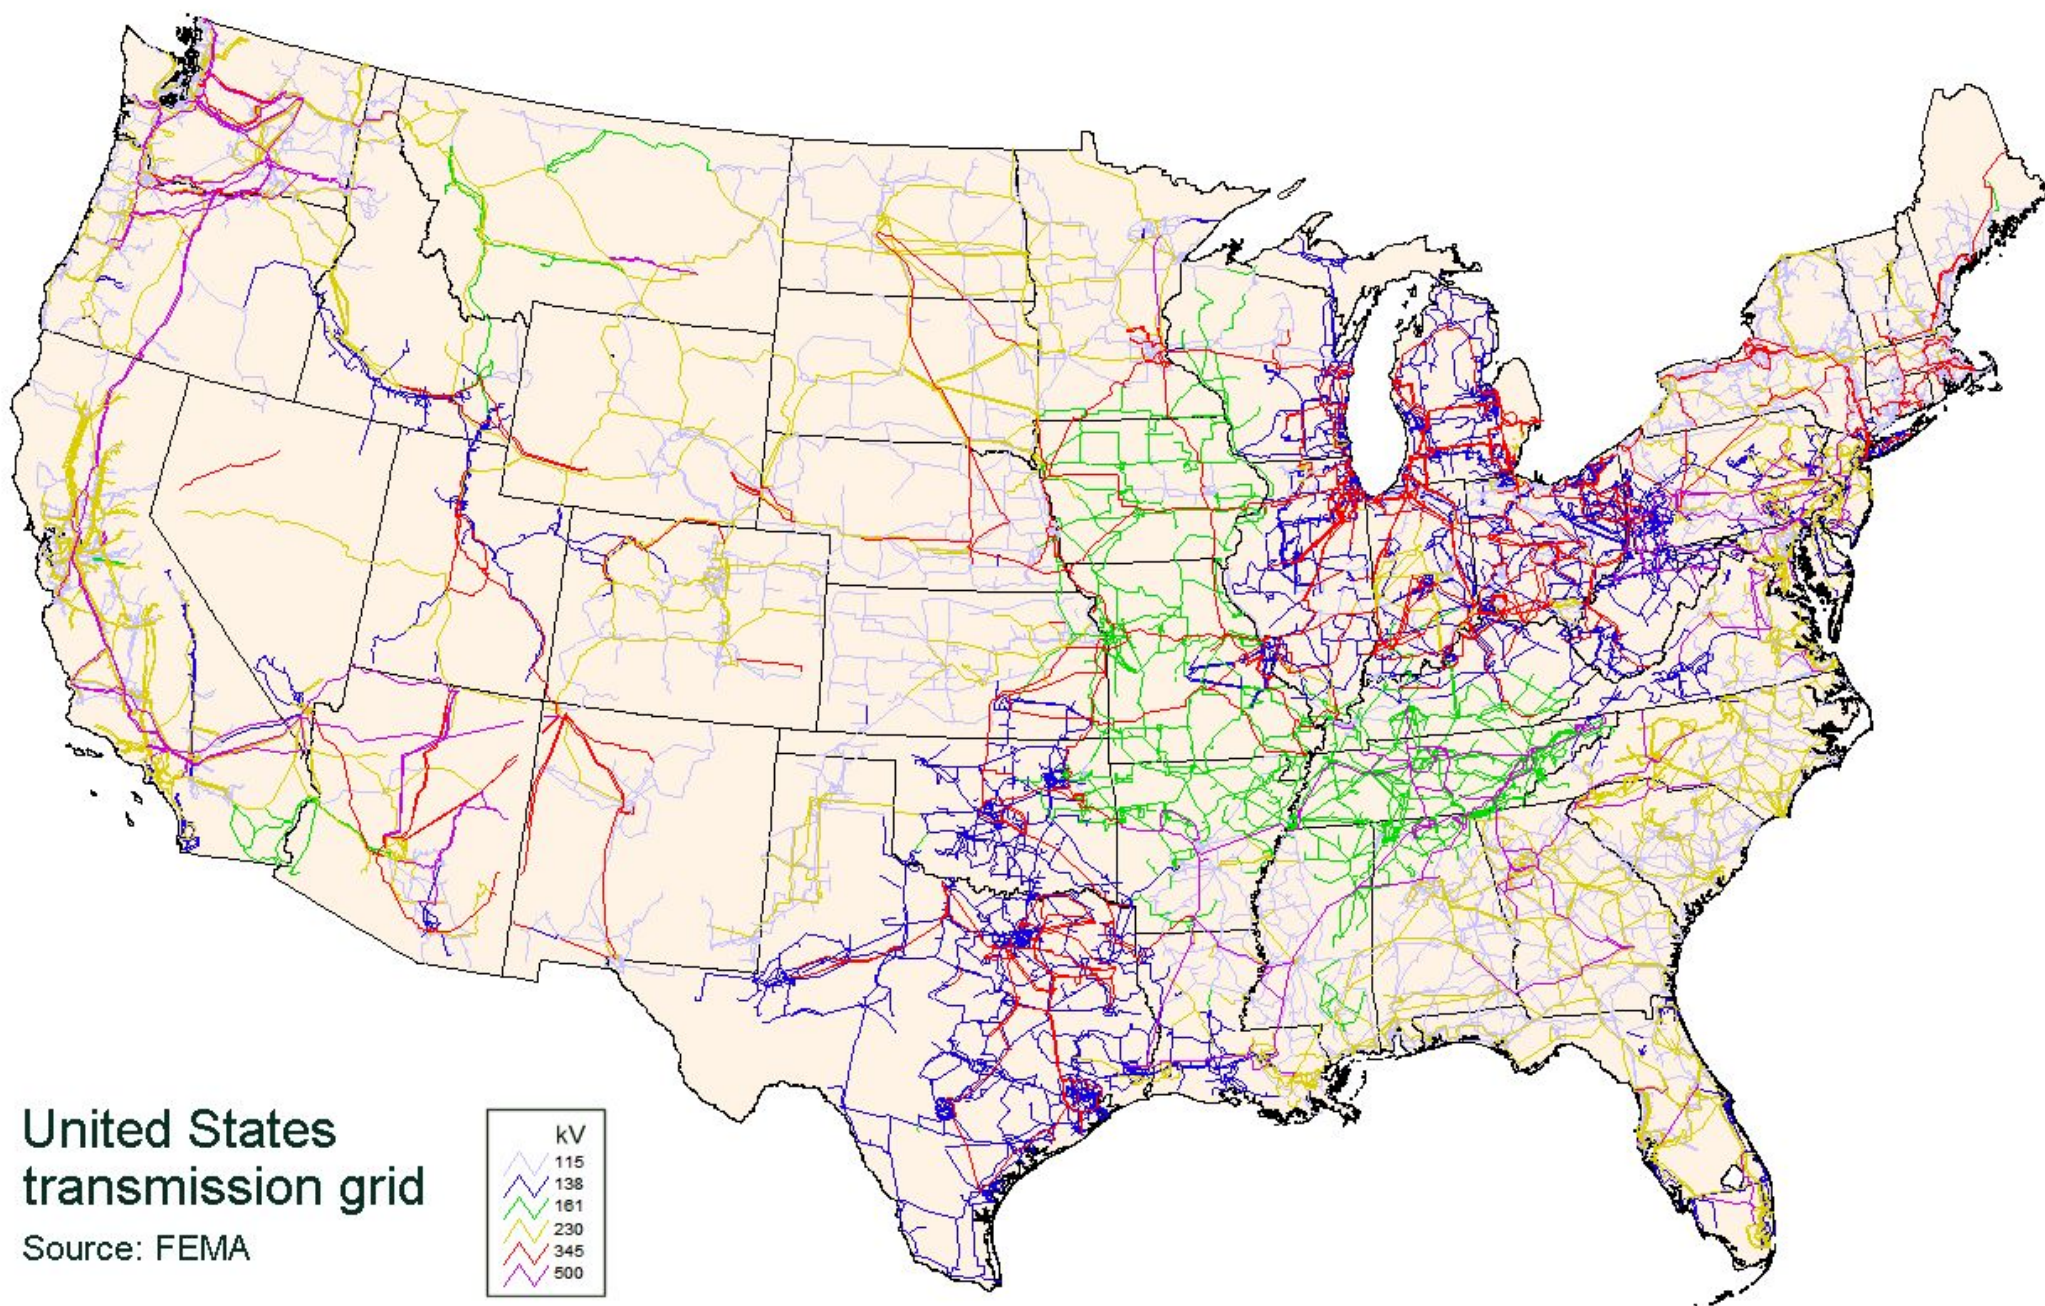 United States
transmission grid
Source: FEMA
kV
115
138
161
230
345
500